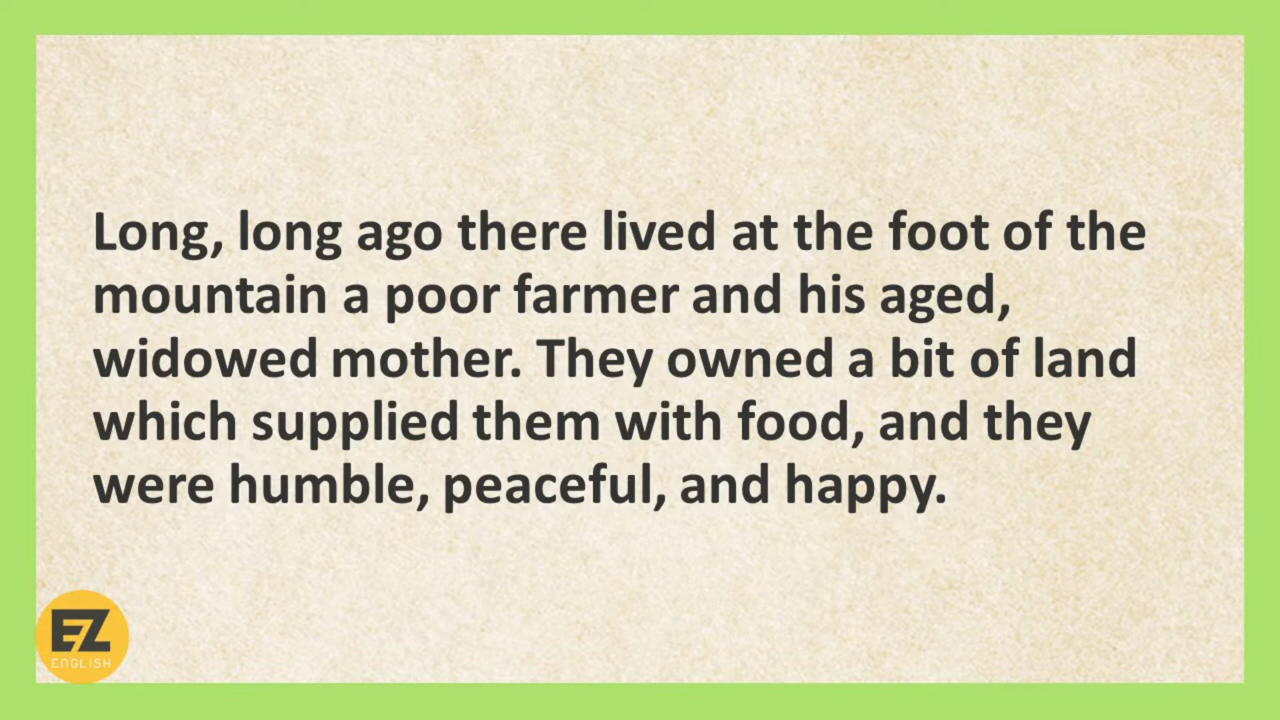 Long, long ago there lived at the foot of the
mountain a poor farmer and his aged,
widowed mother. They owned a bit of land
which supplied them with food, and they
were humble, peaceful, and happy.
EZ
ENGLISH